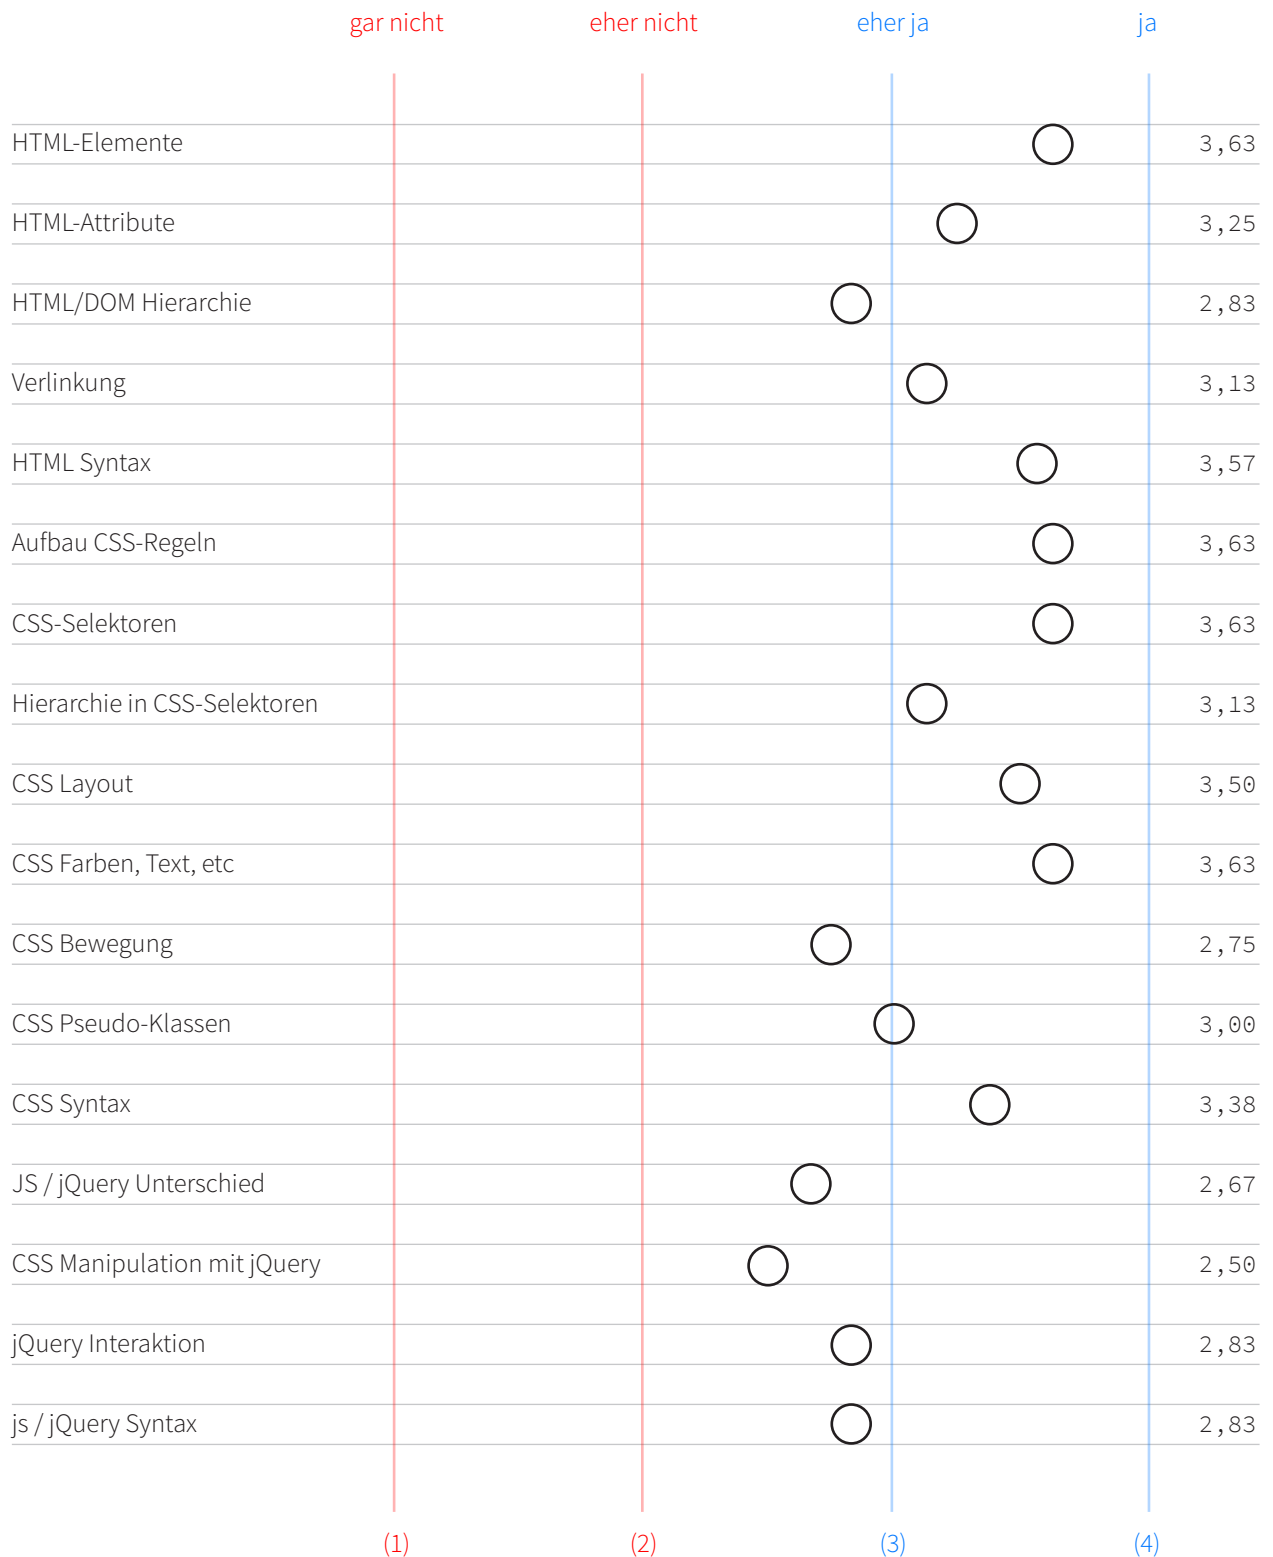 gar nicht eher nicht eher ja ja
HTML-Elemente 3,63
HTML-Attribute 3,25
HTML/DOM Hierarchie 2,83
Verlinkung 3,13
HTML Syntax 3,57
Aufbau CSS-Regeln 3,63
CSS-Selektoren 3,63
Hierarchie in CSS-Selektoren 3,13
CSS Layout 3,50
CSS Farben, Text, etc 3,63
CSS Bewegung 2,75
CSS Pseudo-Klassen 3,00
CSS Syntax 3,38
JS / jQuery Unterschied 2,67
CSS Manipulation mit jQuery 2,50
jQuery Interaktion 2,83
js / jQuery Syntax 2,83
(1) (2) (3) (4)